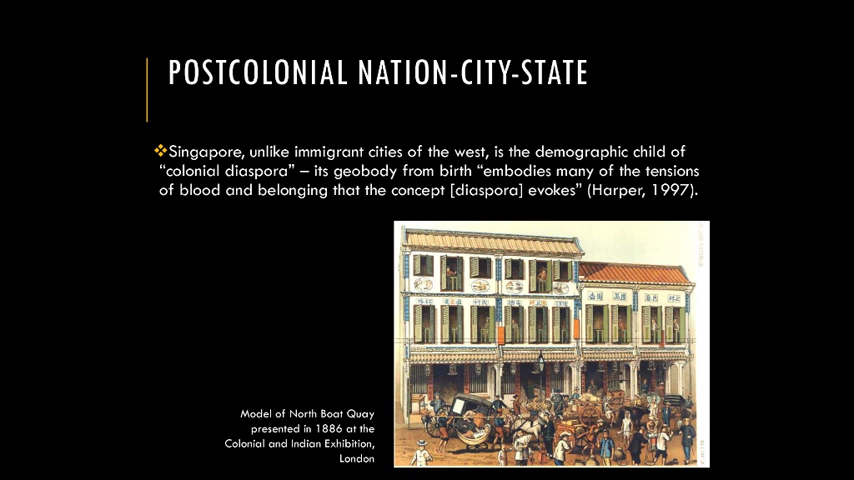 POSTCOLONIAL NATION-CITY-STATE
❖Singapore, unlike immigrant cities of the west, is the demographic child of
“colonial diaspora” – its geobody from birth “embodies many of the tensions
of blood and belonging that the concept [diaspora] evokes” (Harper, 1997).
Model of North Boat Quay
presented in 1886 at the
Colonial and Indian Exhibition,
London